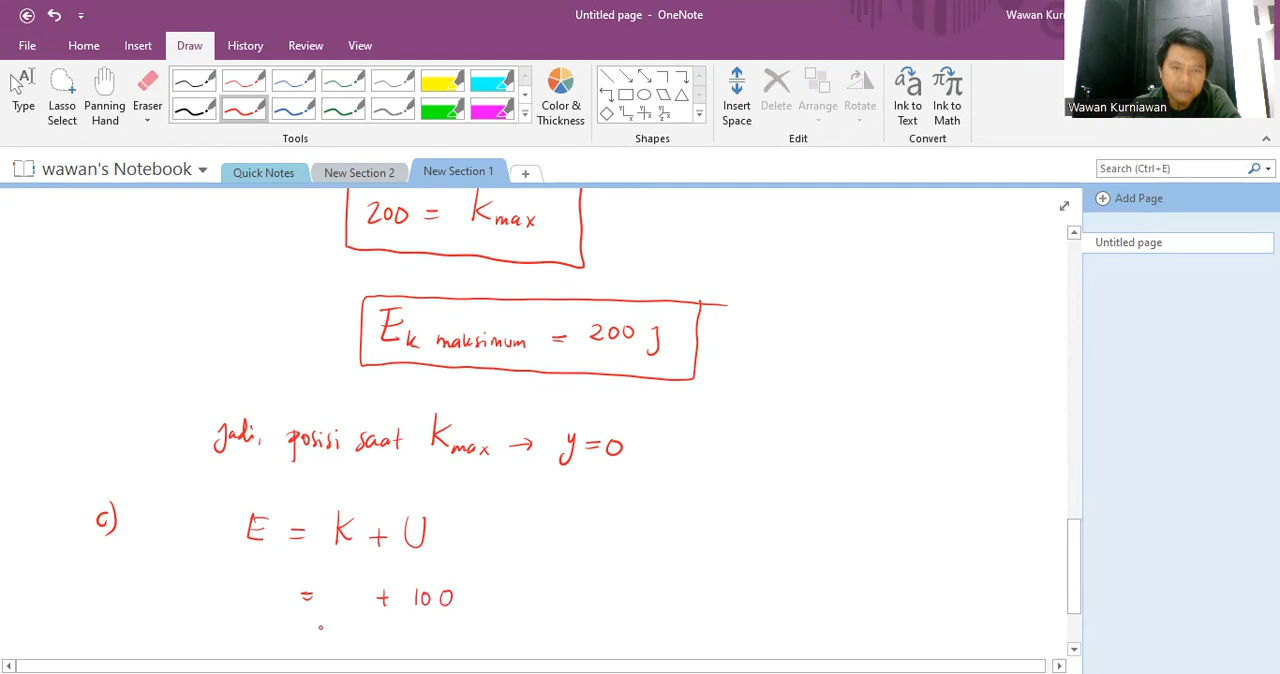 Untitled page - OneNote
Wawan Kurni
File Home Insert Draw History Review View
Wawan Kurniawan
Type
Lasso Select
Panning Hand
Eraser
Color & Thickness
Insert Space
Delete
Arrange
Rotate
Ink to Text
Ink to Math
Tools
Shapes
Edit
Convert
wawan's Notebook
Quick Notes
New Section 2
New Section 1
Search (Ctrl+E)
Add Page
Untitled page
200 = Kmax
Ek maksimum = 200 J
Jadi, posisi saat Kmax → y = 0
c) E = K + U
= + 100